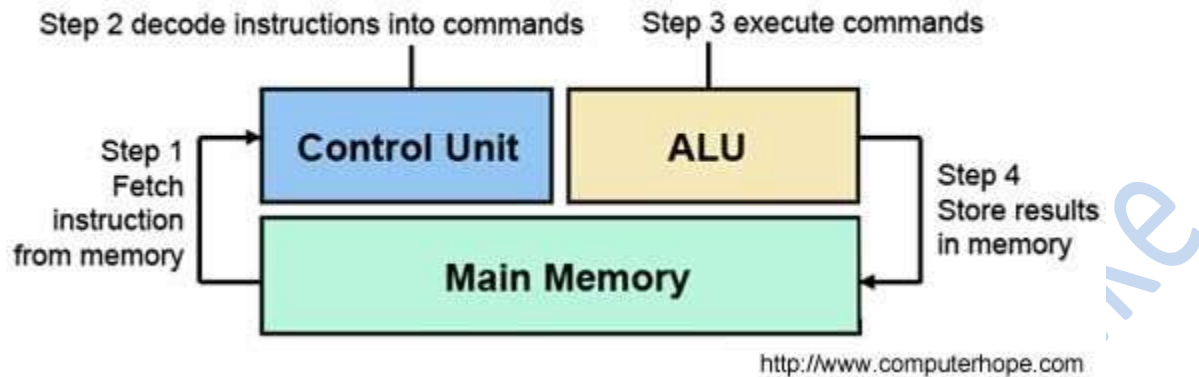 Step 2 decode instructions into commands
Step 3 execute commands
Control Unit
ALU
Step 1
Fetch
instruction
from memory
Step 4
Store results
in memory
Main Memory
http://www.computerhope.com